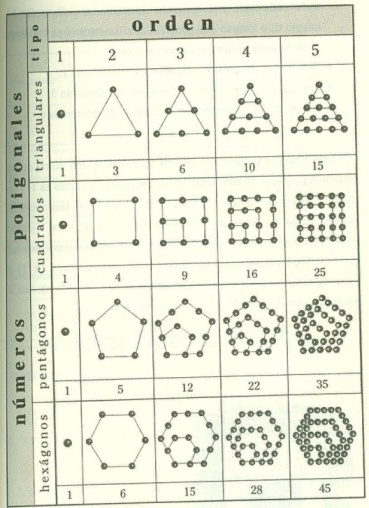 números poligonales
orden
tipo
1 2 3 4 5
triangulares
1 3 6 10 15
cuadrados
1 4 9 16 25
pentágonos
1 5 12 22 35
hexágonos
1 6 15 28 45